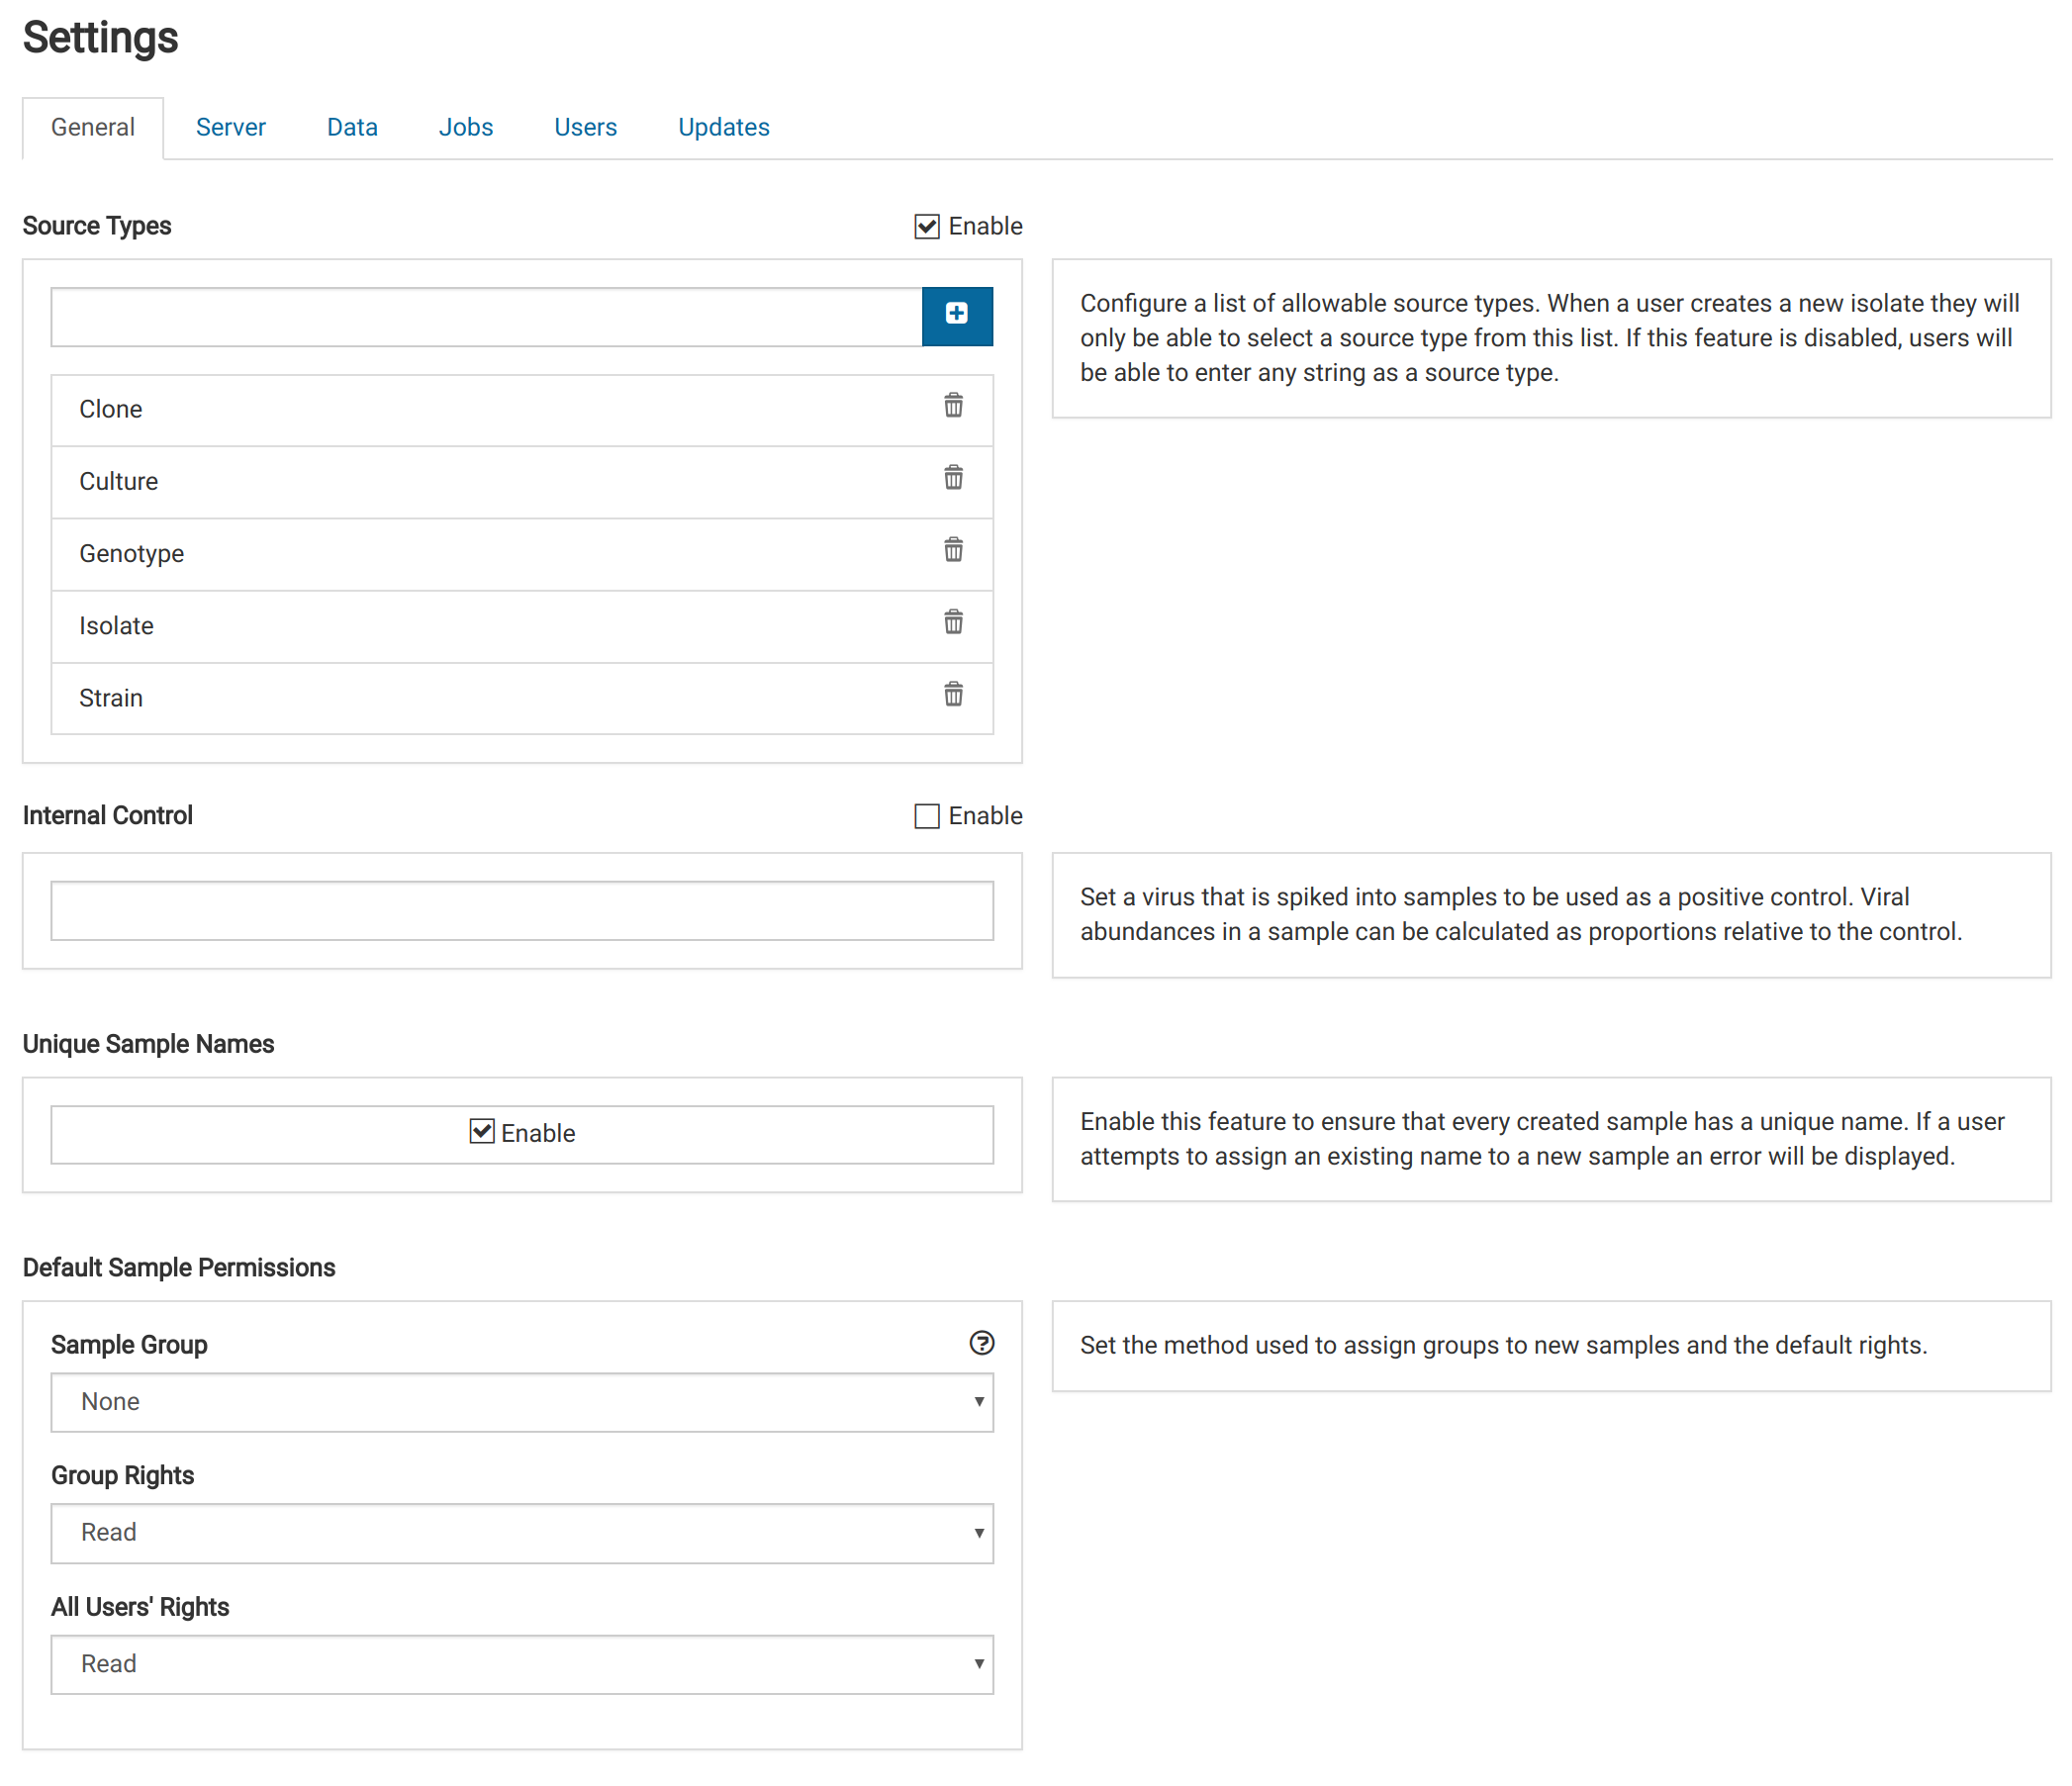 Settings
General Server Data Jobs Users Updates
Source Types
Enable
Clone
Culture
Genotype
Isolate
Strain
Configure a list of allowable source types. When a user creates a new isolate they will
only be able to select a source type from this list. If this feature is disabled, users will
be able to enter any string as a source type.
Internal Control
Enable
Set a virus that is spiked into samples to be used as a positive control. Viral
abundances in a sample can be calculated as proportions relative to the control.
Unique Sample Names
Enable
Enable this feature to ensure that every created sample has a unique name. If a user
attempts to assign an existing name to a new sample an error will be displayed.
Default Sample Permissions
Sample Group
None
Group Rights
Read
All Users' Rights
Read
Set the method used to assign groups to new samples and the default rights.